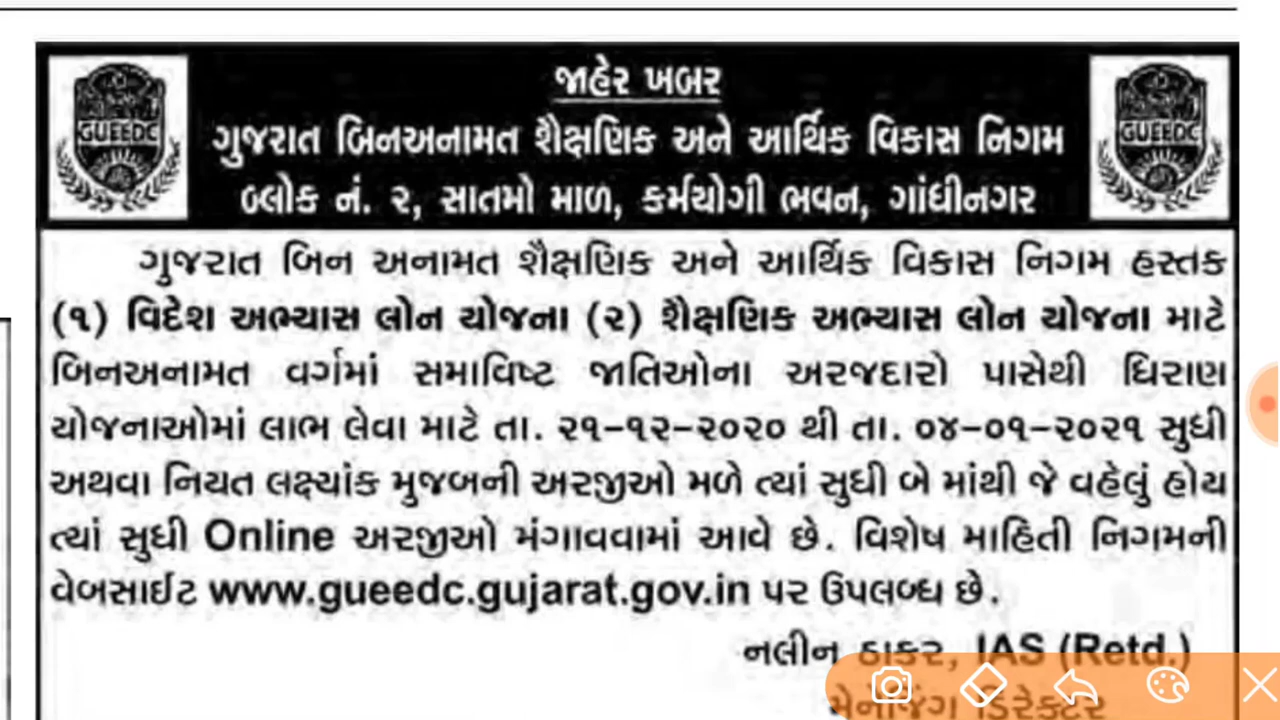 જાહેર ખબર
GUEEDC
GUEEDC
ગુજરાત બિનઅનામત શૈક્ષણિક અને આર્થિક વિકાસ નિગમ
બ્લોક નં. ૨, સાતમો માળ, કર્મયોગી ભવન, ગાંધીનગર
ગુજરાત બિન અનામત શૈક્ષણિક અને આર્થિક વિકાસ નિગમ હસ્તક
(૧) વિદેશ અભ્યાસ લોન યોજના (૨) શૈક્ષણિક અભ્યાસ લોન યોજના માટે
બિનઅનામત વર્ગમાં સમાવિષ્ટ જાતિઓના અરજદારો પાસેથી ધિરાણ
યોજનાઓમાં લાભ લેવા માટે તા. ૨૧-૧૨-૨૦૨૦ થી તા. ૦૪-૦૧-૨૦૨૧ સુધી
અથવા નિયત લક્ષ્યાંક મુજબની અરજીઓ મળે ત્યાં સુધી બે માંથી જે વહેલું હોય
ત્યાં સુધી Online અરજીઓ મંગાવવામાં આવે છે. વિશેષ માહિતી નિગમની
વેબસાઈટ www.gueedc.gujarat.gov.in પર ઉપલબ્ધ છે.
નલીન ઠાકર, IAS (Retd.)
મેનેજિંગ ડિરેક્ટર